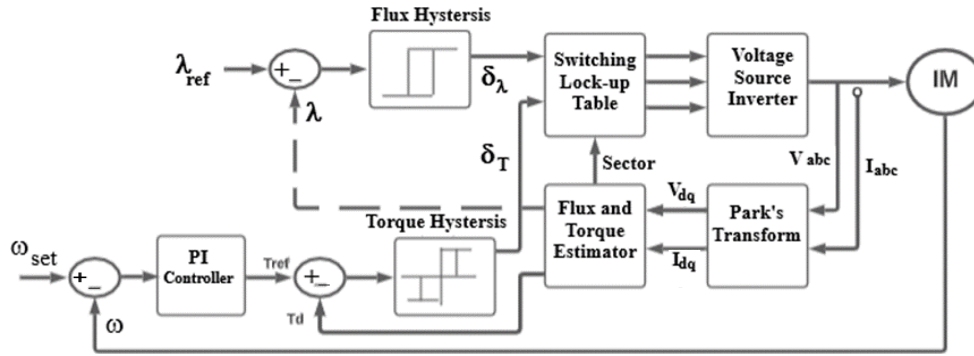 Flux Hystersis
λref
+
−
λ
δλ
Switching
Lock-up
Table
Voltage
Source
Inverter
IM
δT
Sector
V abc
Iabc
Torque Hystersis
Flux and
Torque
Estimator
Vdq
Idq
Park's
Transform
ωset
+
−
ω
PI
Controller
Tref
+
−
Td